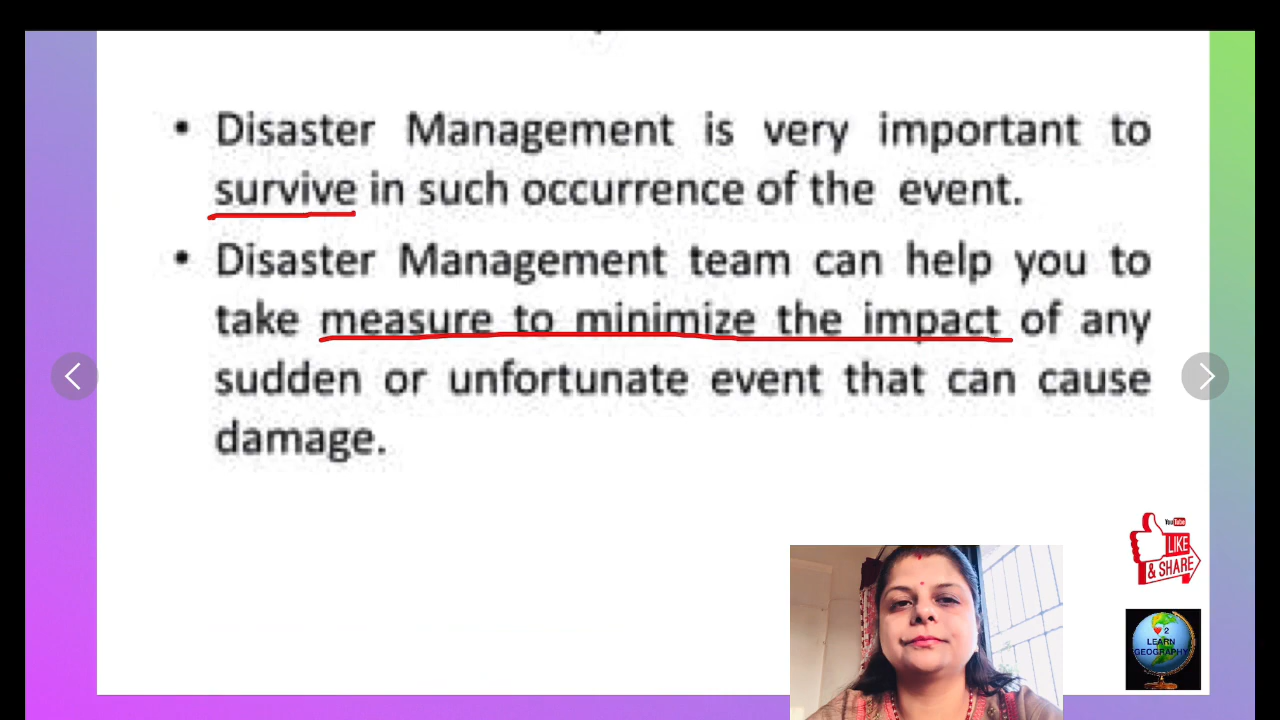 • Disaster Management is very important to
survive in such occurrence of the event.
• Disaster Management team can help you to
take measure to minimize the impact of any
sudden or unfortunate event that can cause
damage.
YouTube
LIKE
& SHARE
2
LEARN
GEOGRAPHY